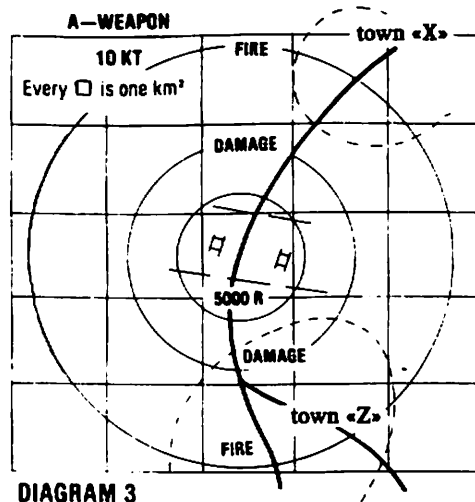 A–WEAPON
town «X»
10 KT
FIRE
Every □ is one km²
DAMAGE
5000 R
DAMAGE
town «Z»
FIRE
DIAGRAM 3